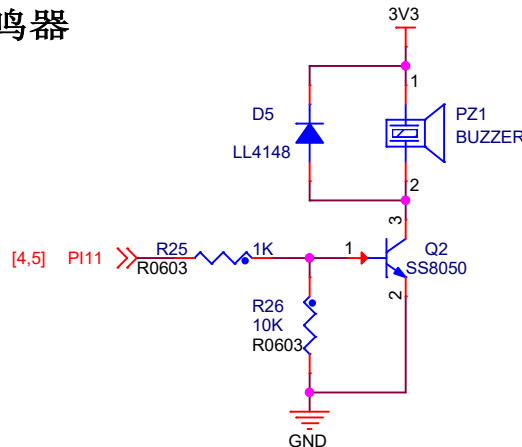 鸣器
3V3
1
D5
PZ1
LL4148
BUZZER
2
3
[4,5] PI11
R25 1K
R0603
1
Q2
SS8050
2
R26
10K
R0603
GND